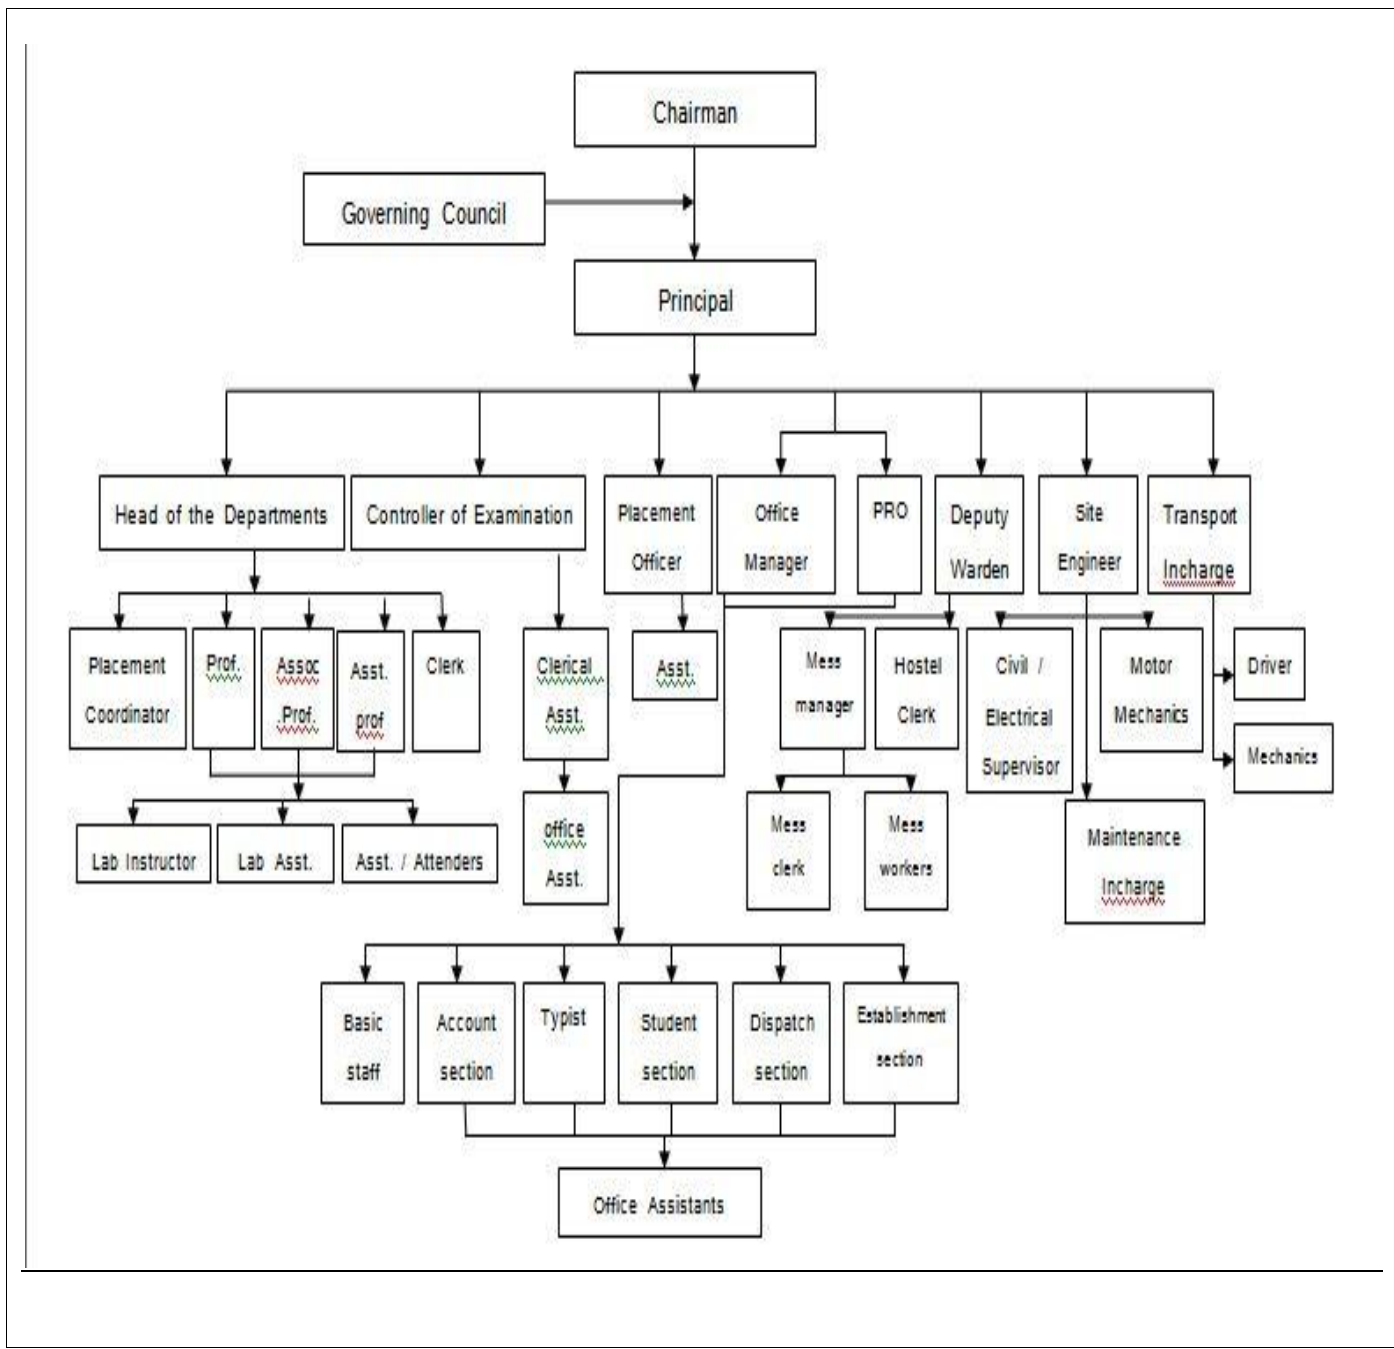 Chairman
Governing Council
Principal
Head of the Departments
Controller of Examination
Placement
Officer
Office
Manager
PRO
Deputy
Warden
Site
Engineer
Transport
Incharge
Placement
Coordinator
Prof.
Assoc
.Prof.
Asst.
prof
Clerk
Clerical
Asst.
Asst.
Mess
manager
Hostel
Clerk
Civil /
Electrical
Supervisor
Motor
Mechanics
Driver
Mechanics
Lab Instructor
Lab Asst.
Asst. / Attenders
office
Asst.
Mess
clerk
Mess
workers
Maintenance
Incharge
Basic
staff
Account
section
Typist
Student
section
Dispatch
section
Establishment
section
Office Assistants